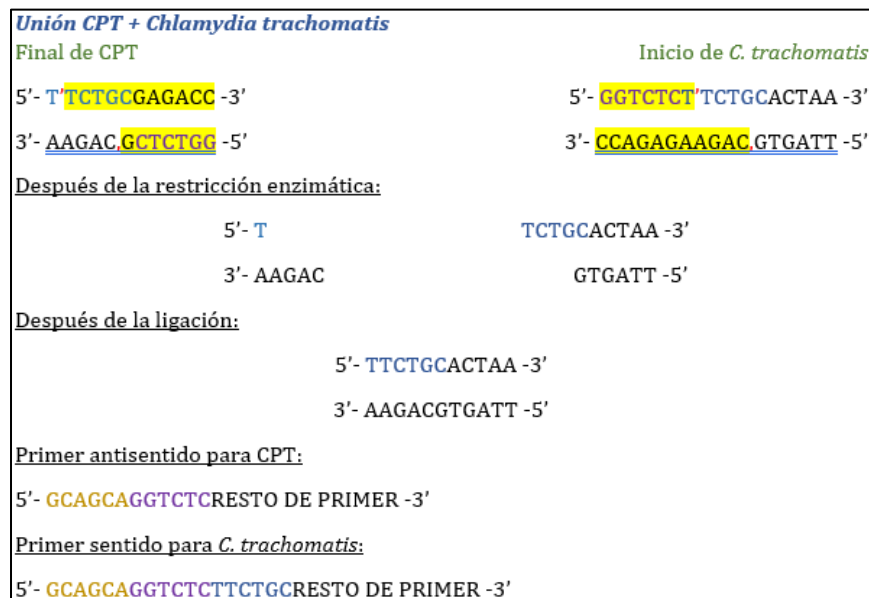 Unión CPT + Chlamydia trachomatis
Final de CPT Inicio de C. trachomatis
5’- T’TCTGCGAGACC -3’ 5’- GGTCTCT’TCTGCACTAA -3’
3’- AAGAC,GCTCTGG -5’ 3’- CCAGAGAAGAC,GTGATT -5’
Después de la restricción enzimática:
5’- T TCTGCACTAA -3’
3’- AAGAC GTGATT -5’
Después de la ligación:
5’- TTCTGCACTAA -3’
3’- AAGACGTGATT -5’
Primer antisentido para CPT:
5’- GCAGCAGGTCTCRESTO DE PRIMER -3’
Primer sentido para C. trachomatis:
5’- GCAGCAGGTCTCTTCTGCRESTO DE PRIMER -3’